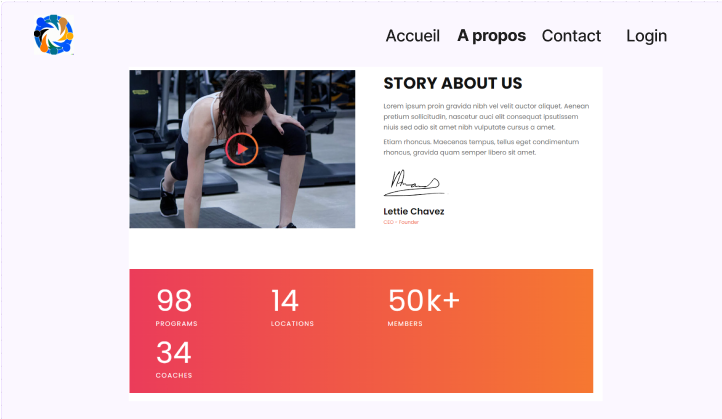 Accueil A propos Contact Login
STORY ABOUT US
Lorem ipsum proin gravida nibh vel velit auctor aliquet. Aenean
pretium sollicitudin, nascetur auci elit consequat ipsutissem
niuis sed odio sit amet nibh vulputate cursus a amet.
Etiam rhoncus. Maecenas tempus, tellus eget condimentum
rhoncus, gravida quam semper libero sit amet.
Lettie Chavez
CEO - Founder
98 14 50k+
PROGRAMS LOCATIONS MEMBERS
34
COACHES